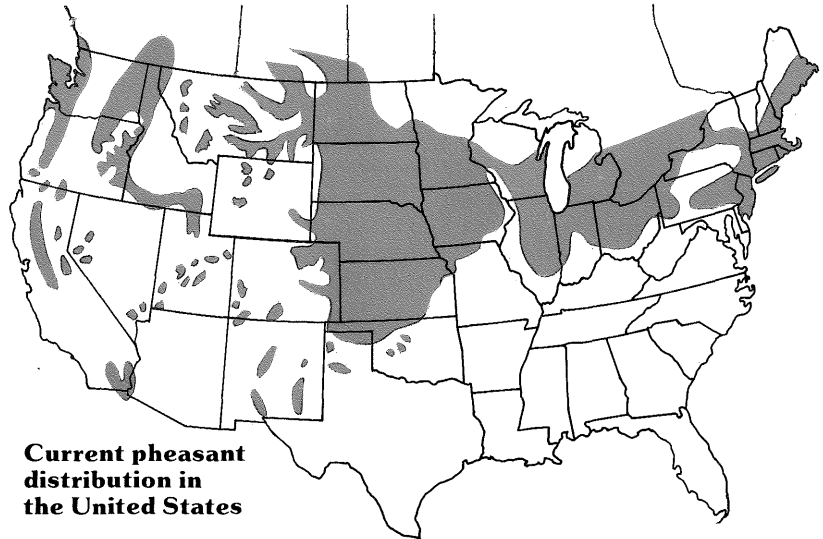 Current pheasant
distribution in
the United States